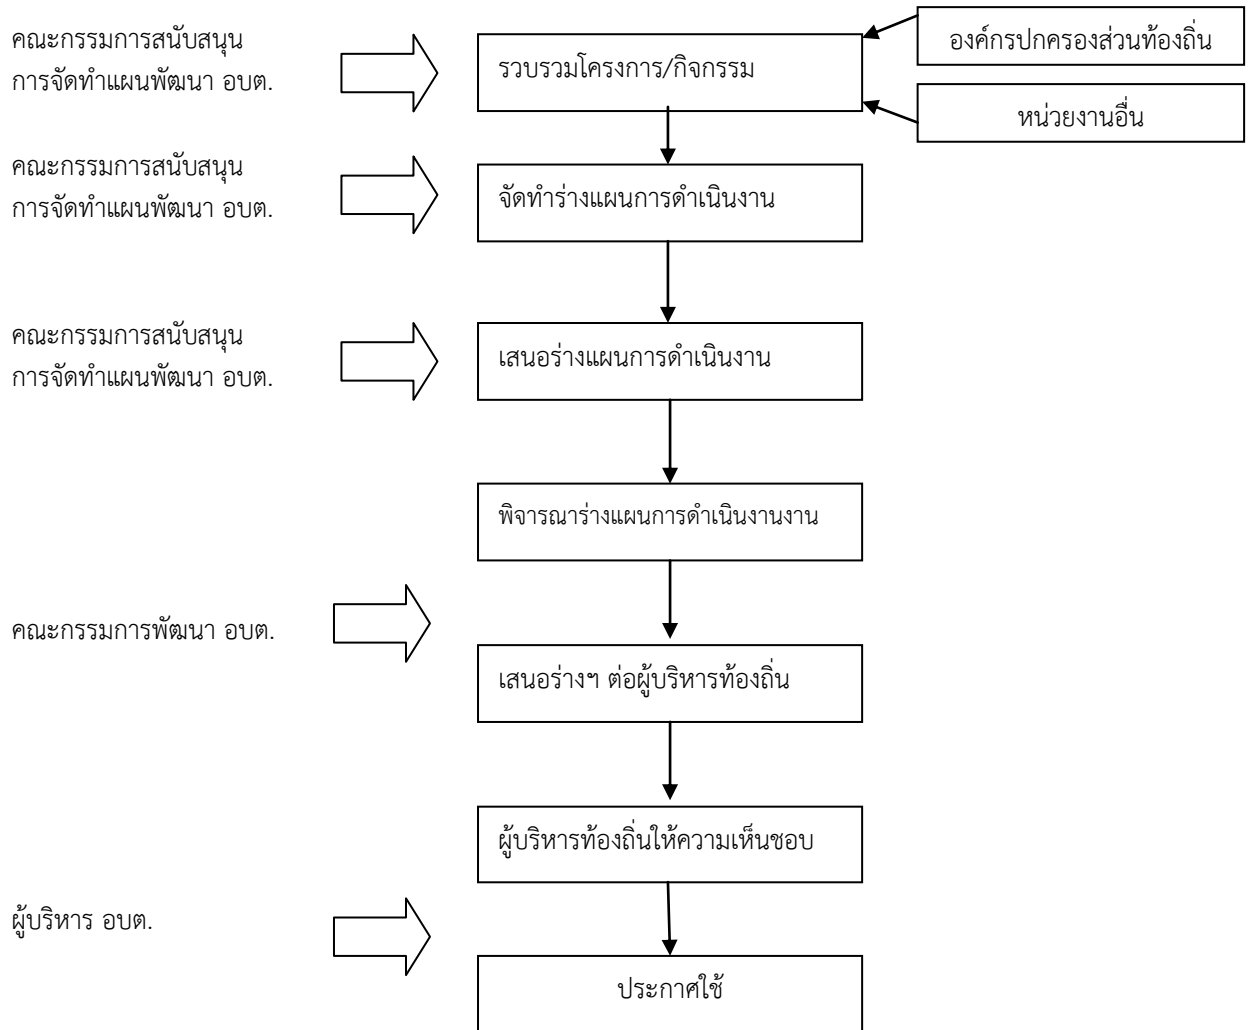 คณะกรรมการสนับสนุน
การจัดทำแผนพัฒนา อบต.
รวบรวมโครงการ/กิจกรรม
องค์กรปกครองส่วนท้องถิ่น
หน่วยงานอื่น
คณะกรรมการสนับสนุน
การจัดทำแผนพัฒนา อบต.
จัดทำร่างแผนการดำเนินงาน
คณะกรรมการสนับสนุน
การจัดทำแผนพัฒนา อบต.
เสนอร่างแผนการดำเนินงาน
พิจารณาร่างแผนการดำเนินงานงาน
คณะกรรมการพัฒนา อบต.
เสนอร่างฯ ต่อผู้บริหารท้องถิ่น
ผู้บริหารท้องถิ่นให้ความเห็นชอบ
ผู้บริหาร อบต.
ประกาศใช้